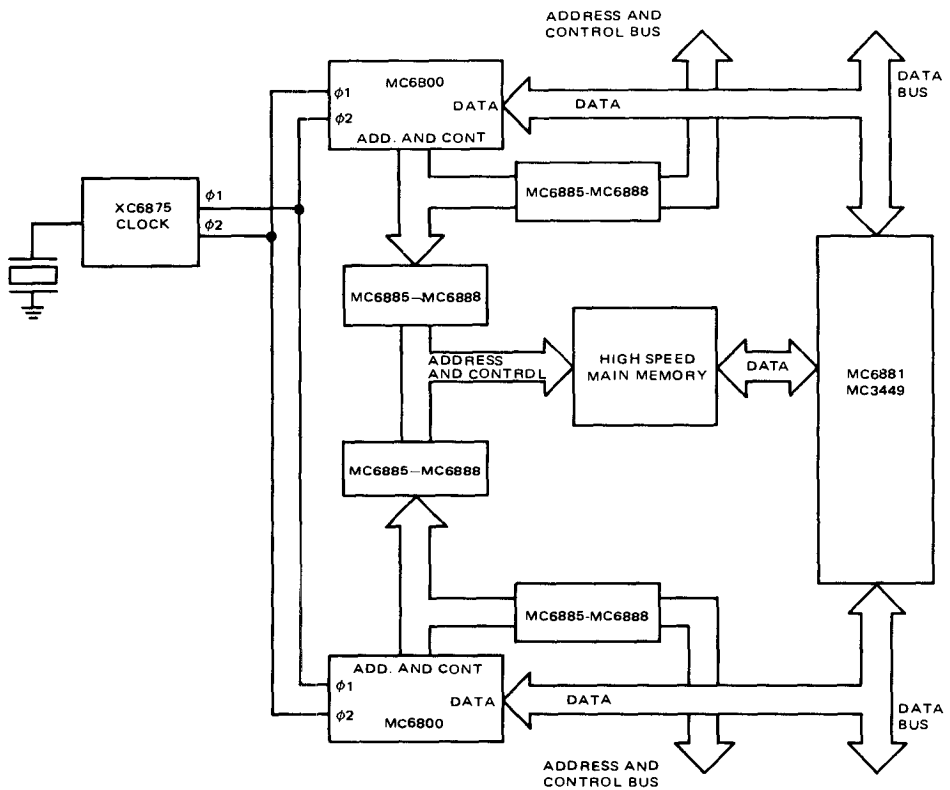 ADDRESS AND
CONTROL BUS
MC6800
φ1
φ2
DATA
ADD. AND CONT
DATA
DATA
BUS
MC6885-MC6888
XC6875
CLOCK
φ1
φ2
MC6885—MC6888
ADDRESS
AND CONTROL
HIGH SPEED
MAIN MEMORY
DATA
MC6881
MC3449
MC6885—MC6888
MC6885-MC6888
ADD. AND CONT
φ1
φ2
DATA
MC6800
DATA
DATA
BUS
ADDRESS AND
CONTROL BUS